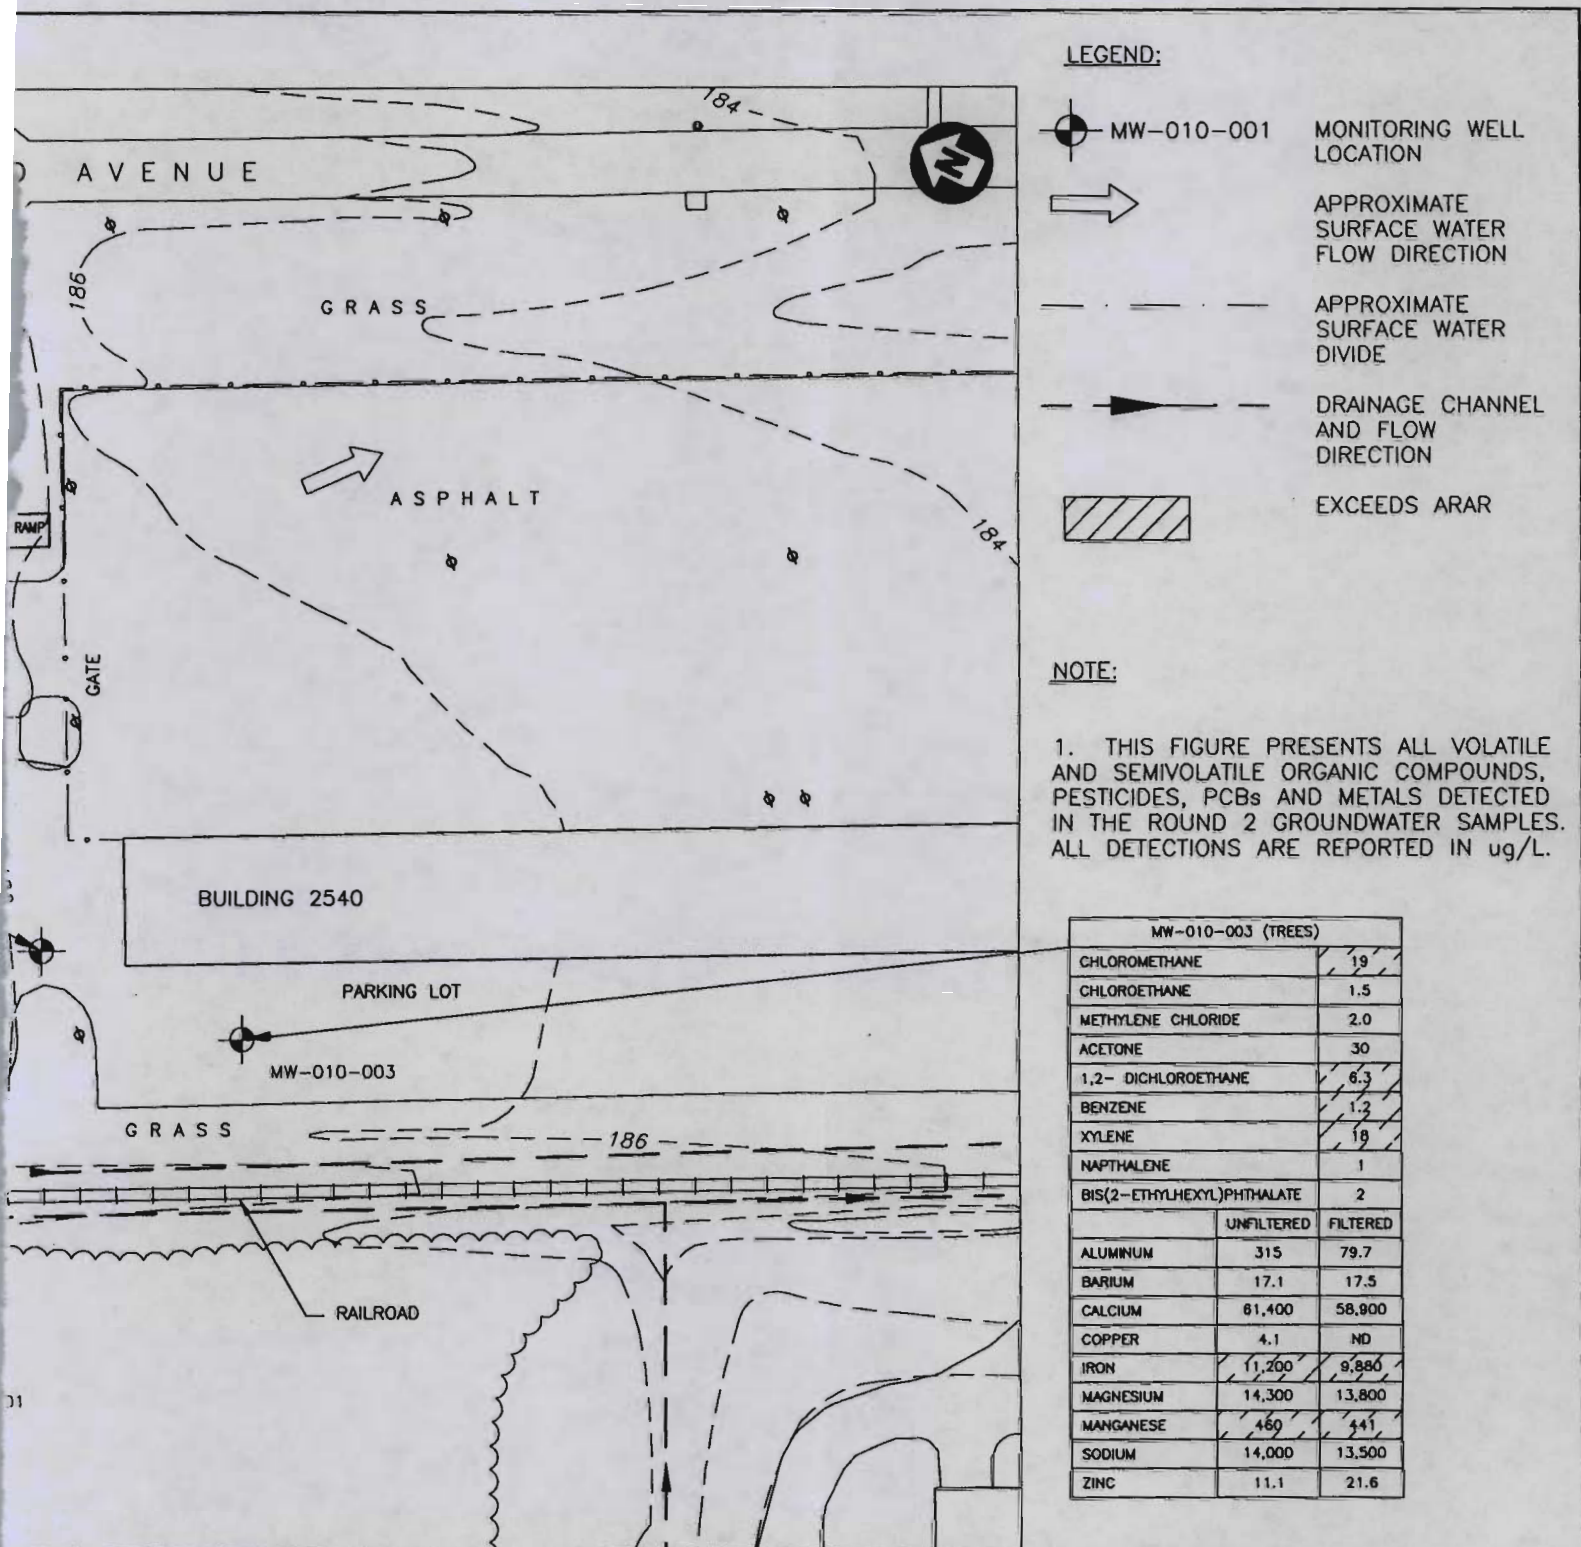 LEGEND:
MW-010-001 MONITORING WELL
LOCATION
APPROXIMATE
SURFACE WATER
FLOW DIRECTION
APPROXIMATE
SURFACE WATER
DIVIDE
DRAINAGE CHANNEL
AND FLOW
DIRECTION
EXCEEDS ARAR
184
N
AVENUE
186
GRASS
ASPHALT
184
RAMP
GATE
BUILDING 2540
PARKING LOT
MW-010-003
GRASS
186
RAILROAD
01
NOTE:
1. THIS FIGURE PRESENTS ALL VOLATILE
AND SEMIVOLATILE ORGANIC COMPOUNDS,
PESTICIDES, PCBs AND METALS DETECTED
IN THE ROUND 2 GROUNDWATER SAMPLES.
ALL DETECTIONS ARE REPORTED IN ug/L.
MW-010-003 (TREES)
CHLOROMETHANE 19
CHLOROETHANE 1.5
METHYLENE CHLORIDE 2.0
ACETONE 30
1,2- DICHLOROETHANE 6.3
BENZENE 1.2
XYLENE 18
NAPTHALENE 1
BIS(2-ETHYLHEXYL)PHTHALATE 2
UNFILTERED FILTERED
ALUMINUM 315 79.7
BARIUM 17.1 17.5
CALCIUM 61,400 58,900
COPPER 4.1 ND
IRON 11,200 9,880
MAGNESIUM 14,300 13,800
MANGANESE 460 441
SODIUM 14,000 13,500
ZINC 11.1 21.6